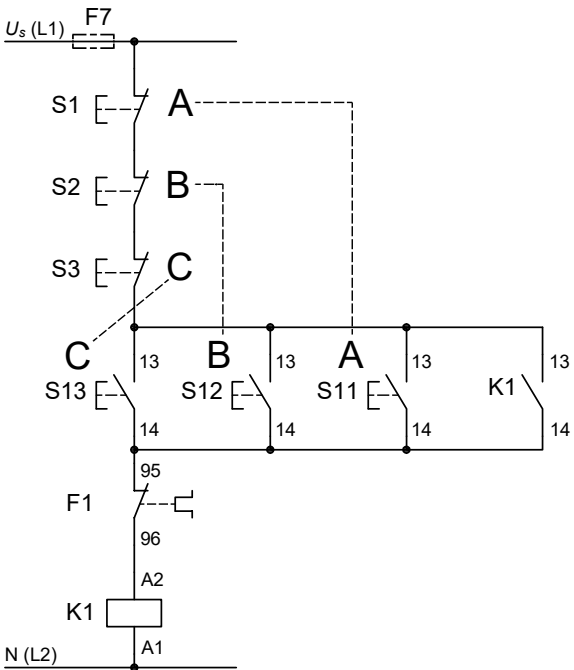 F7
Us (L1)
S1 A
S2 B
S3 C
C B A
13 13 13 13
S13 S12 S11 K1
14 14 14 14
95
F1
96
A2
K1
A1
N (L2)